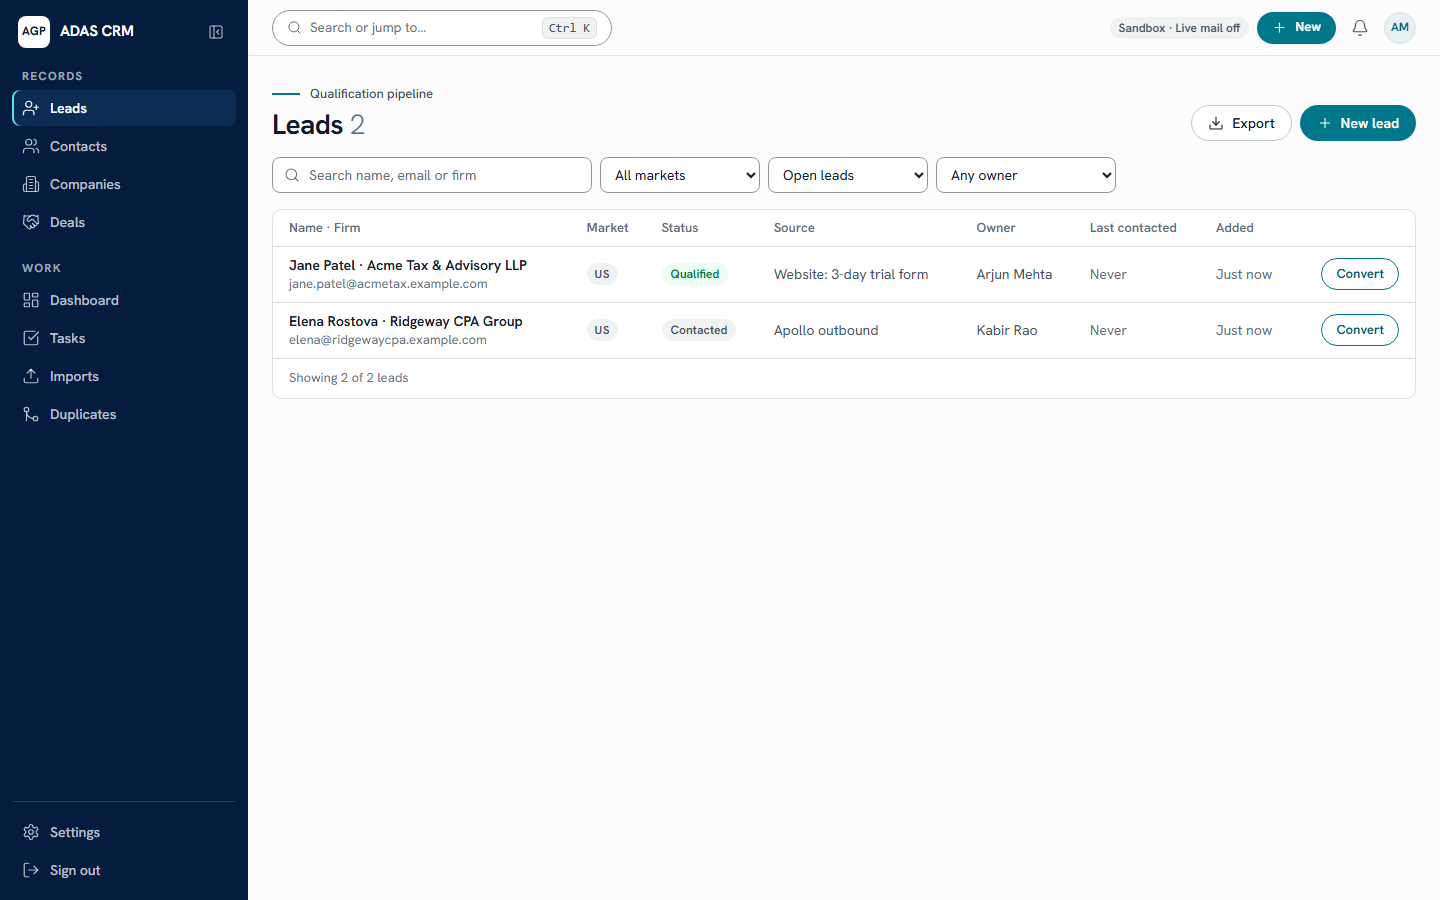 AGP ADAS CRM
RECORDS
Leads
Contacts
Companies
Deals
WORK
Dashboard
Tasks
Imports
Duplicates
Settings
Sign out
Search or jump to... Ctrl K
Sandbox · Live mail off
New
AM
Qualification pipeline
Leads 2
Export
New lead
Search name, email or firm
All markets
Open leads
Any owner
Name · Firm Market Status Source Owner Last contacted Added
Jane Patel · Acme Tax & Advisory LLP
jane.patel@acmetax.example.com
US Qualified Website: 3-day trial form Arjun Mehta Never Just now Convert
Elena Rostova · Ridgeway CPA Group
elena@ridgewaycpa.example.com
US Contacted Apollo outbound Kabir Rao Never Just now Convert
Showing 2 of 2 leads